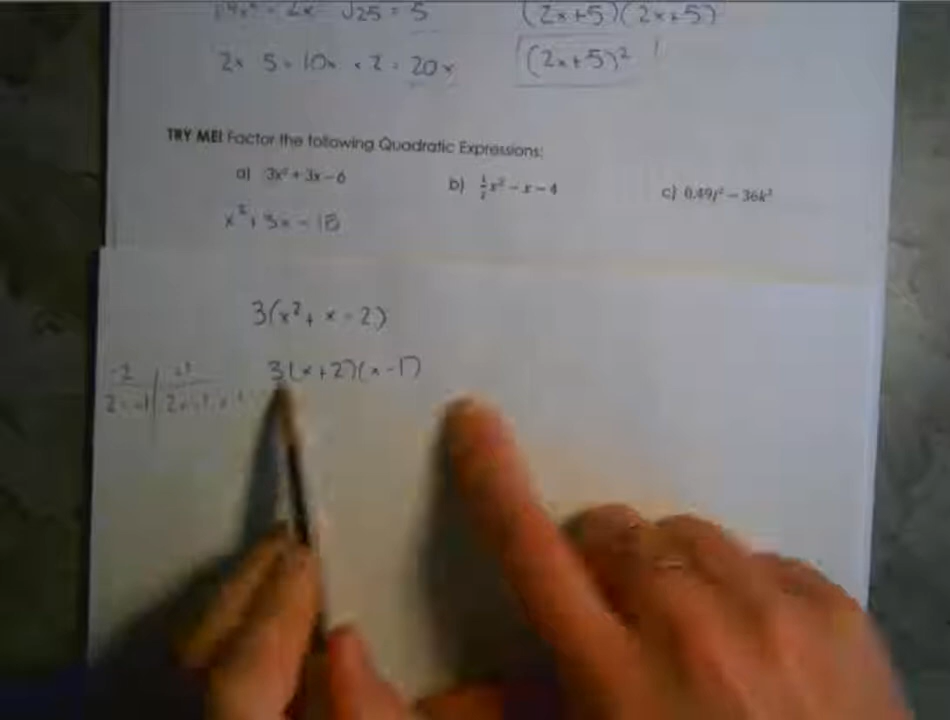 √25 = 5 (2x+5)(2x+5)
2x 5 = 10x × 2 = 20x (2x+5)²
TRY ME! Factor the following Quadratic Expressions:
a) 3x² + 3x – 6 b) ½x² – x – 4 c) 0.49j² – 36k²
x² + 3x - 18
3(x² + x - 2)
3(x+2)(x-1)